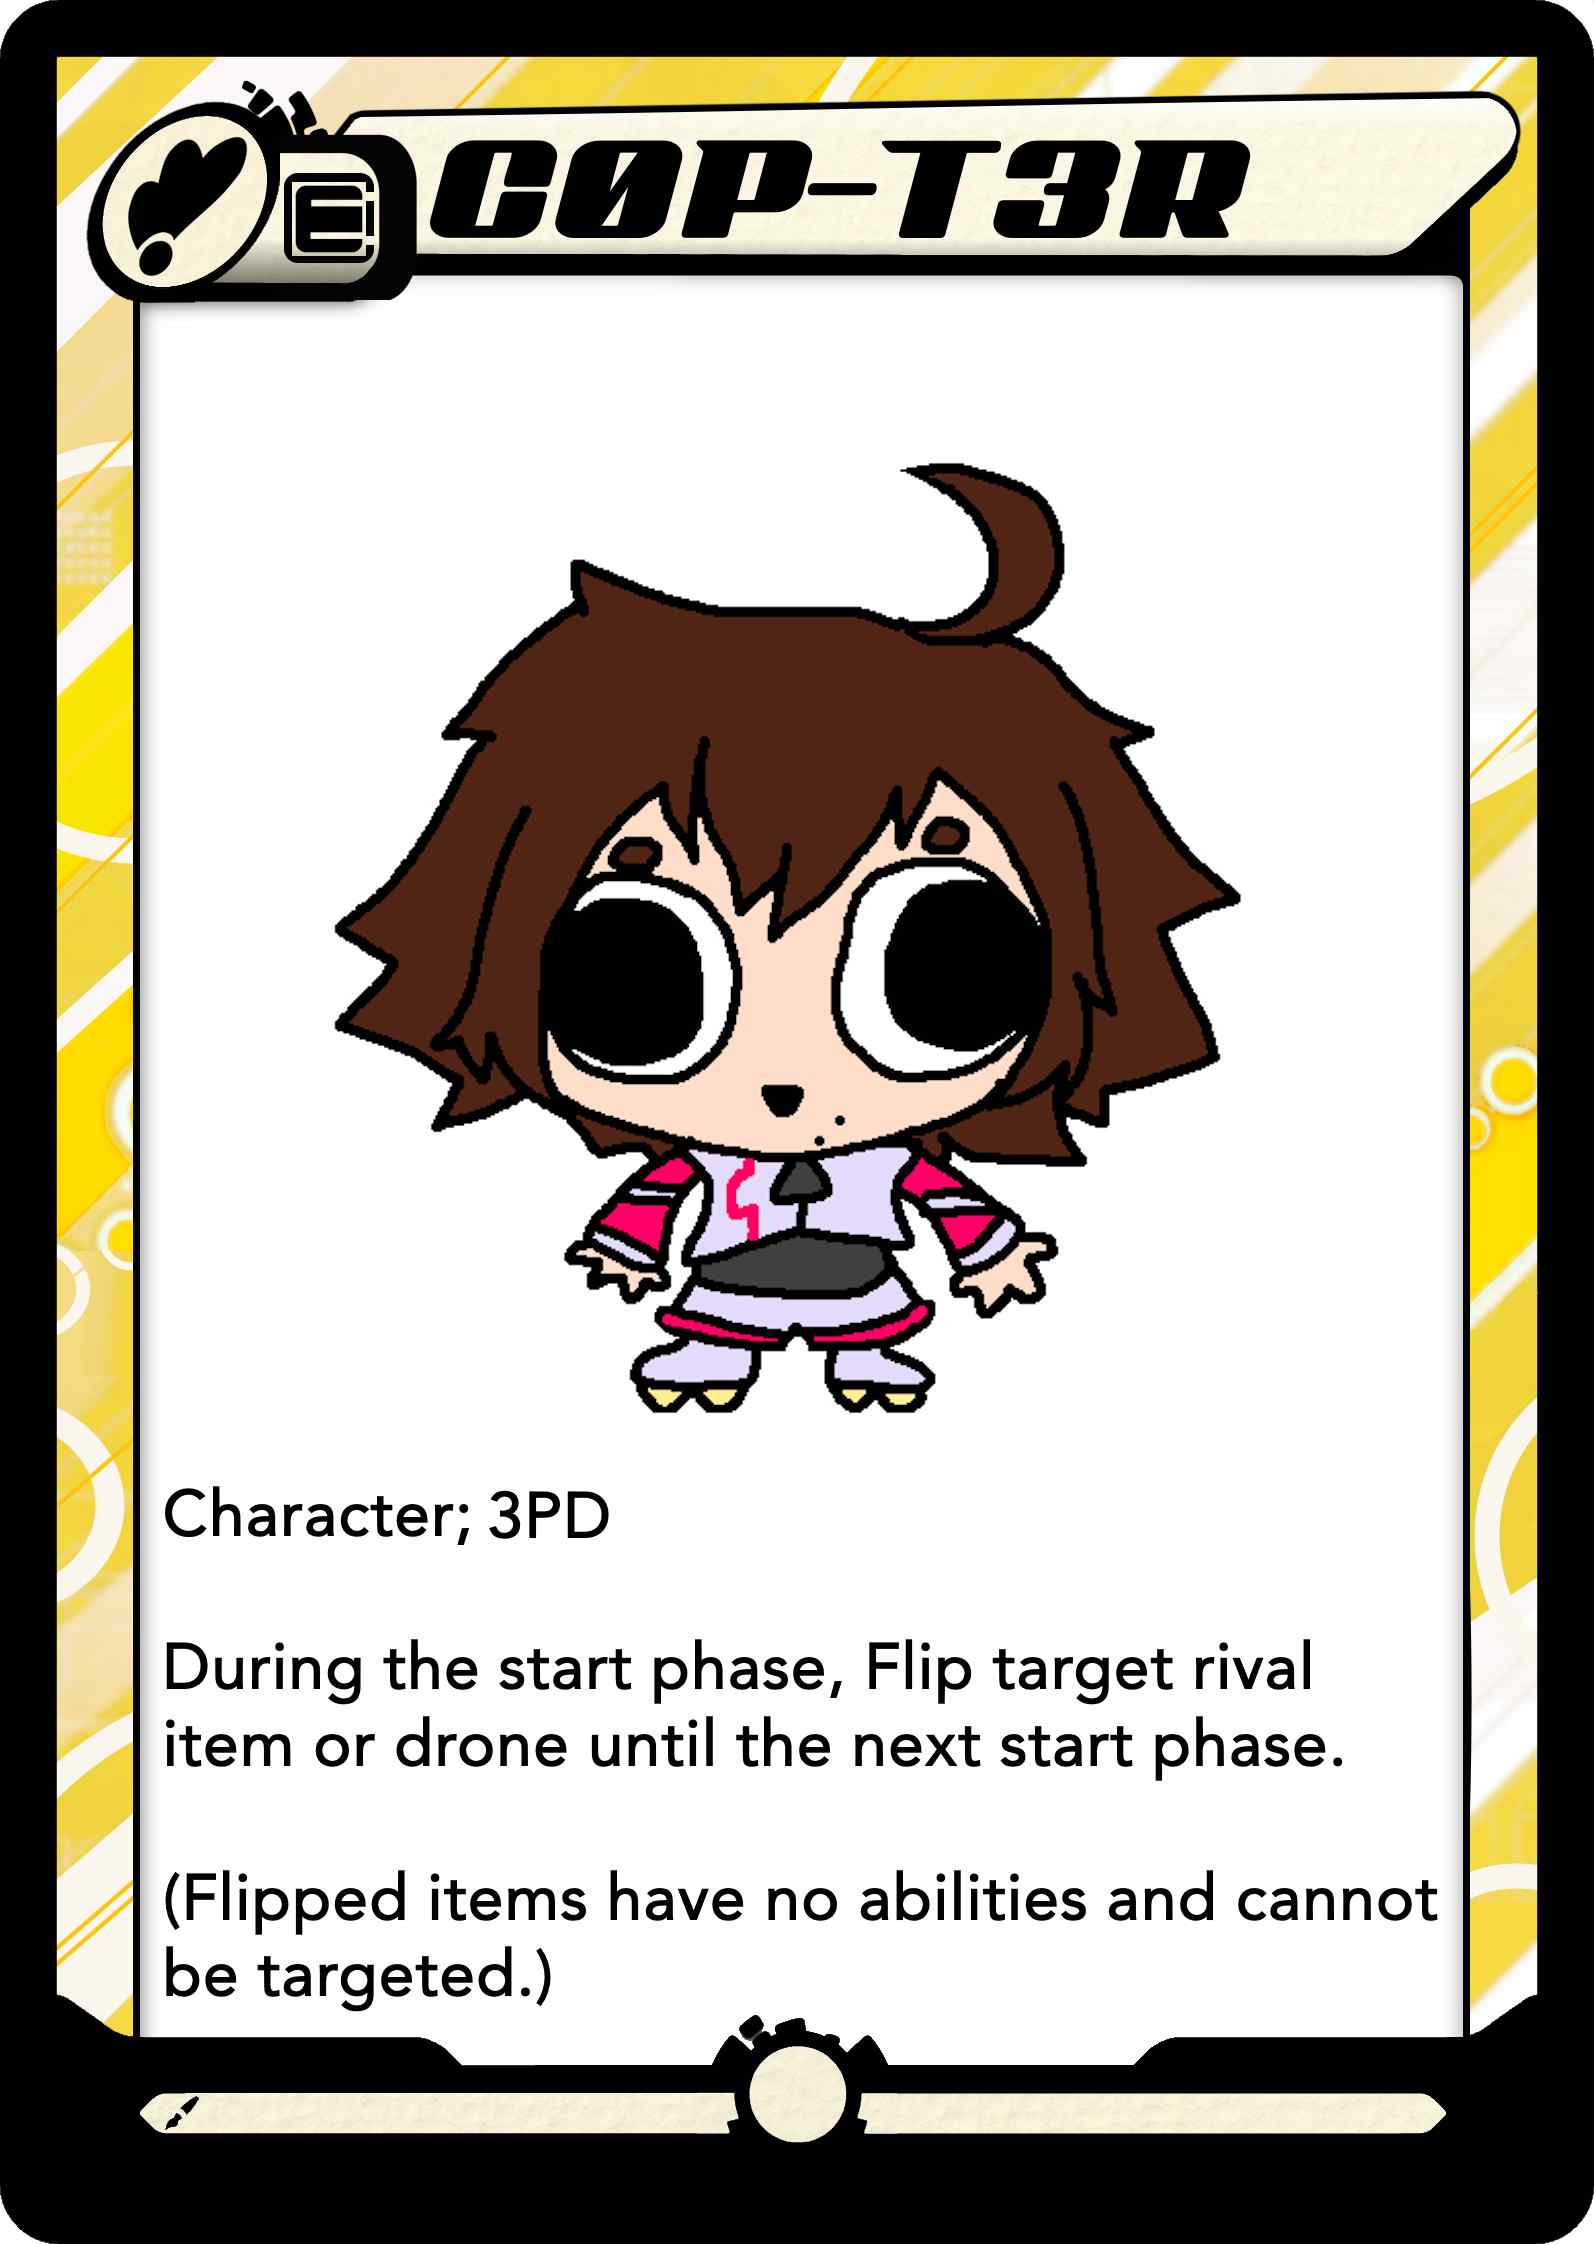 E CØP-T3R
Character; 3PD
During the start phase, Flip target rival
item or drone until the next start phase.
(Flipped items have no abilities and cannot
be targeted.)